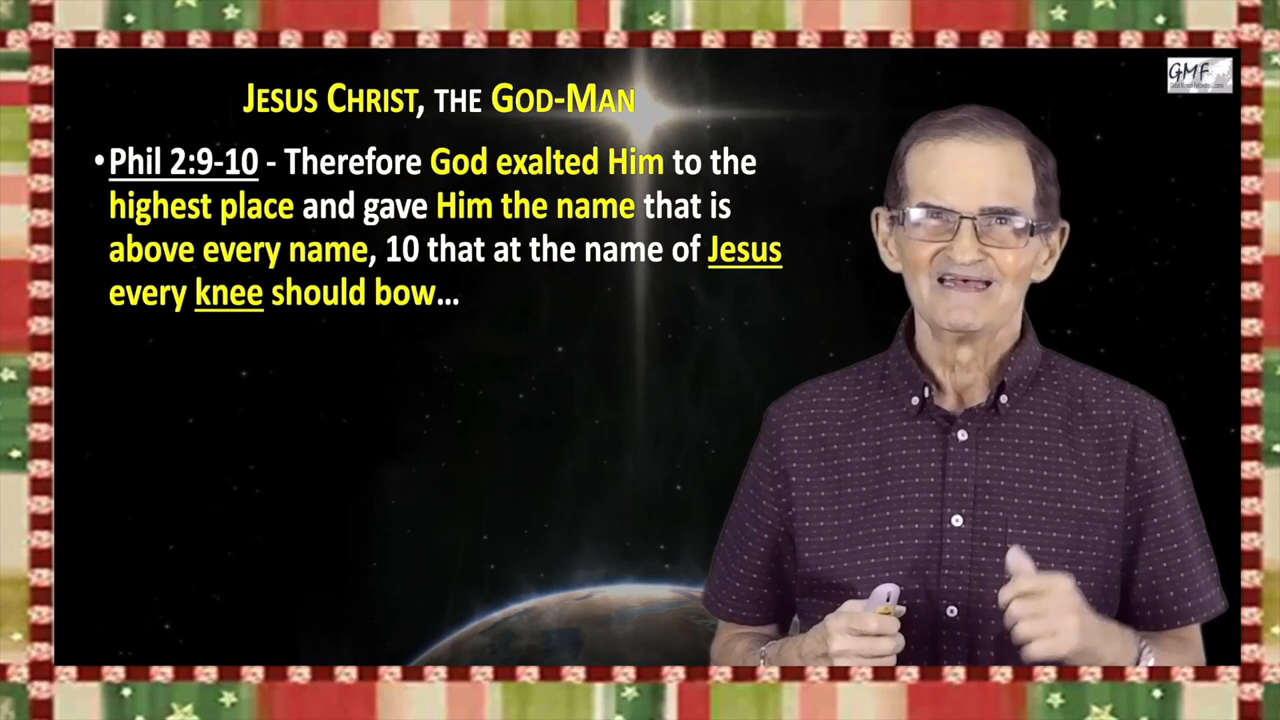 JESUS CHRIST, THE GOD-MAN
•Phil 2:9-10 - Therefore God exalted Him to the
highest place and gave Him the name that is
above every name, 10 that at the name of Jesus
every knee should bow...
GMF